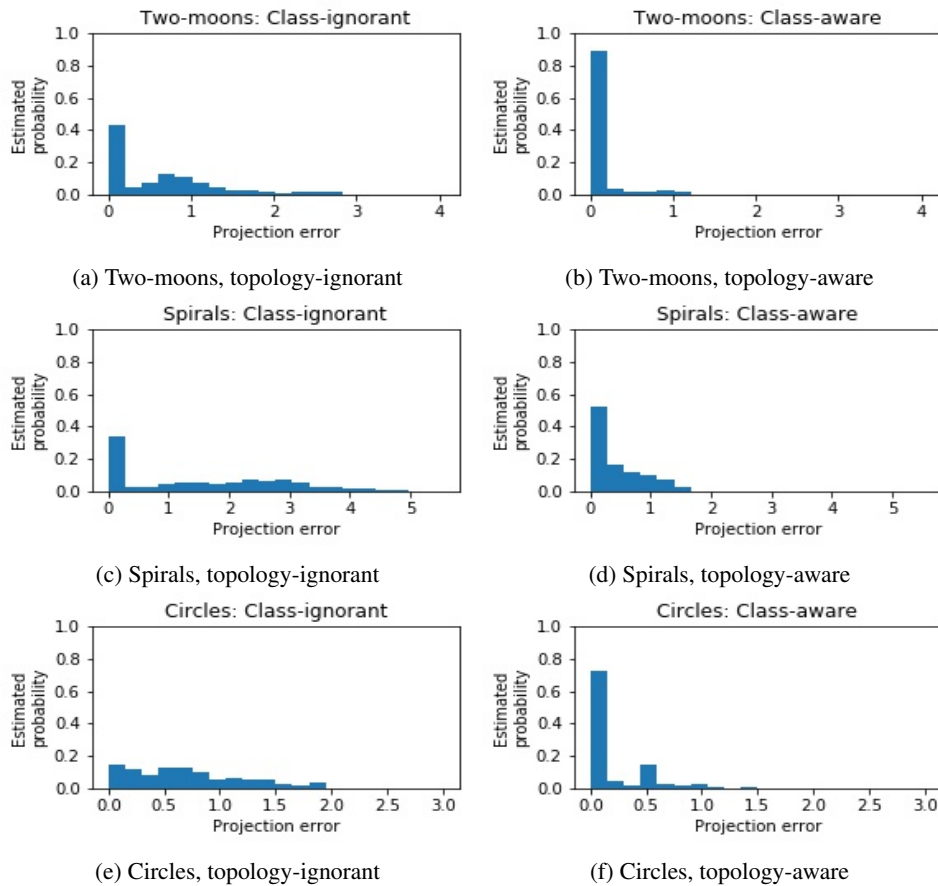 Two-moons: Class-ignorant
Estimated
probability
1.0
0.8
0.6
0.4
0.2
0.0
0 1 2 3 4
Projection error
(a) Two-moons, topology-ignorant
Two-moons: Class-aware
Estimated
probability
1.0
0.8
0.6
0.4
0.2
0.0
0 1 2 3 4
Projection error
(b) Two-moons, topology-aware
Spirals: Class-ignorant
Estimated
probability
1.0
0.8
0.6
0.4
0.2
0.0
0 1 2 3 4 5
Projection error
(c) Spirals, topology-ignorant
Spirals: Class-aware
Estimated
probability
1.0
0.8
0.6
0.4
0.2
0.0
0 1 2 3 4 5
Projection error
(d) Spirals, topology-aware
Circles: Class-ignorant
Estimated
probability
1.0
0.8
0.6
0.4
0.2
0.0
0.0 0.5 1.0 1.5 2.0 2.5 3.0
Projection error
(e) Circles, topology-ignorant
Circles: Class-aware
Estimated
probability
1.0
0.8
0.6
0.4
0.2
0.0
0.0 0.5 1.0 1.5 2.0 2.5 3.0
Projection error
(f) Circles, topology-aware